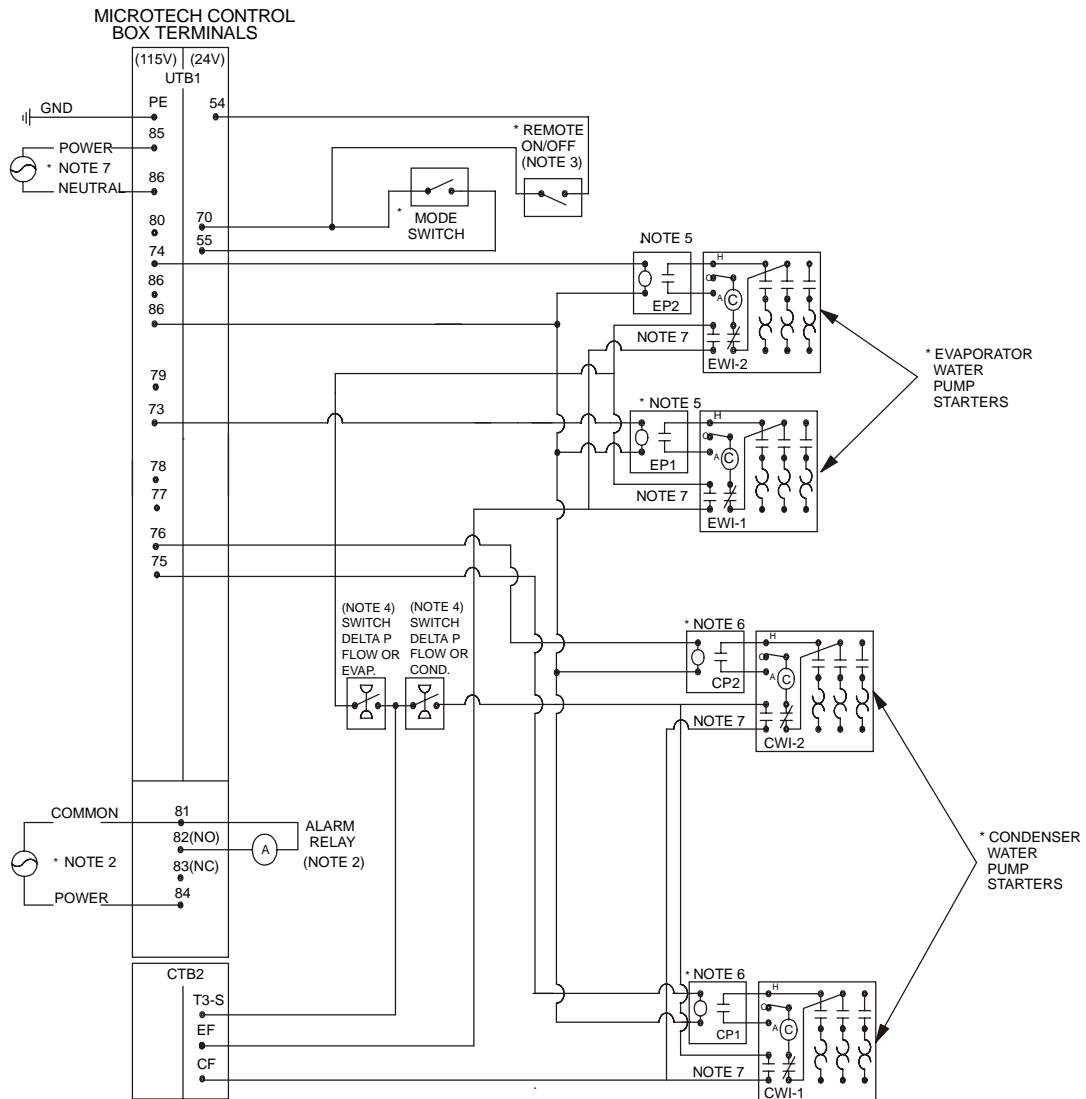 MICROTECH CONTROL
BOX TERMINALS
(115V) (24V)
UTB1
PE
54
GND
85
POWER
* NOTE 7
86
NEUTRAL
* REMOTE
ON/OFF
(NOTE 3)
*
MODE
SWITCH
80
70
55
74
86
86
79
73
78
77
76
75
NOTE 5
H
O
A
C
EP2
NOTE 7
EWI-2
* EVAPORATOR
WATER
PUMP
STARTERS
* NOTE 5
H
O
A
C
EP1
NOTE 7
EWI-1
(NOTE 4)
SWITCH
DELTA P
FLOW OR
EVAP.
(NOTE 4)
SWITCH
DELTA P
FLOW OR
COND.
* NOTE 6
H
O
A
C
CP2
NOTE 7
CWI-2
COMMON
81
82(NO)
83(NC)
84
* NOTE 2
POWER
A
ALARM
RELAY
(NOTE 2)
* CONDENSER
WATER
PUMP
STARTERS
CTB2
T3-S
EF
CF
* NOTE 6
H
O
A
C
CP1
NOTE 7
CWI-1